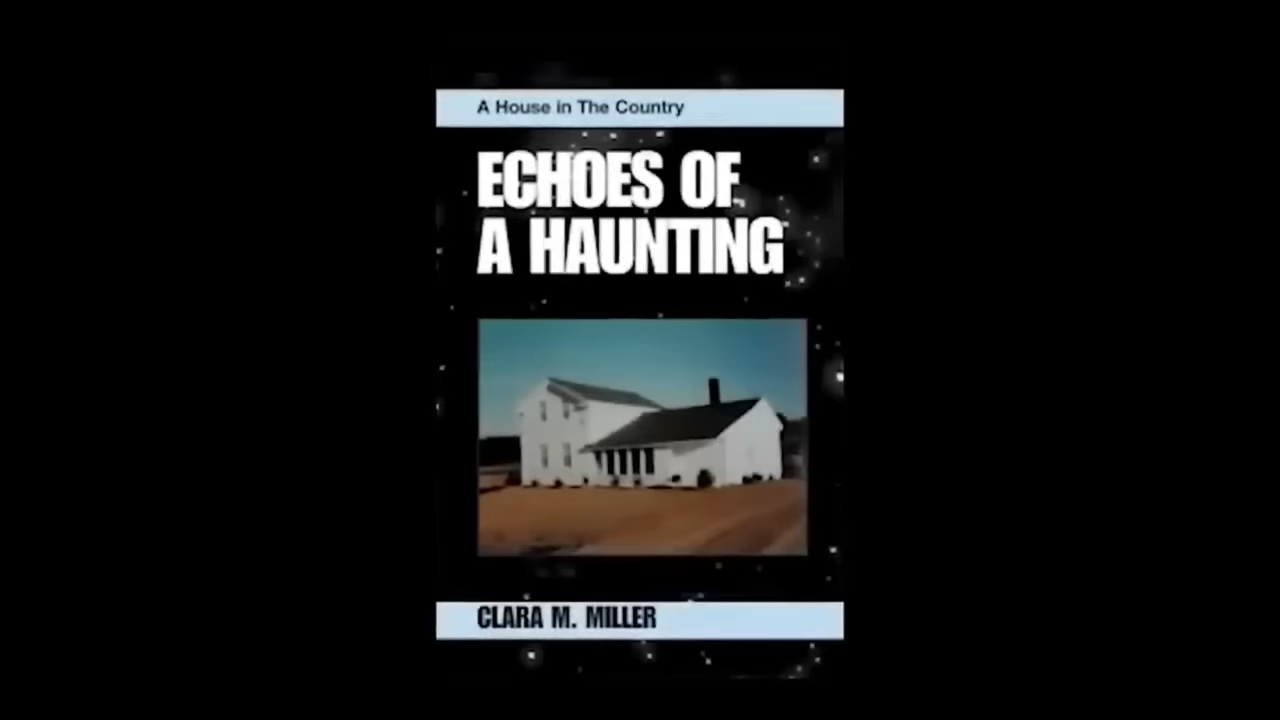 A House in The Country
ECHOES OF
A HAUNTING
CLARA M. MILLER